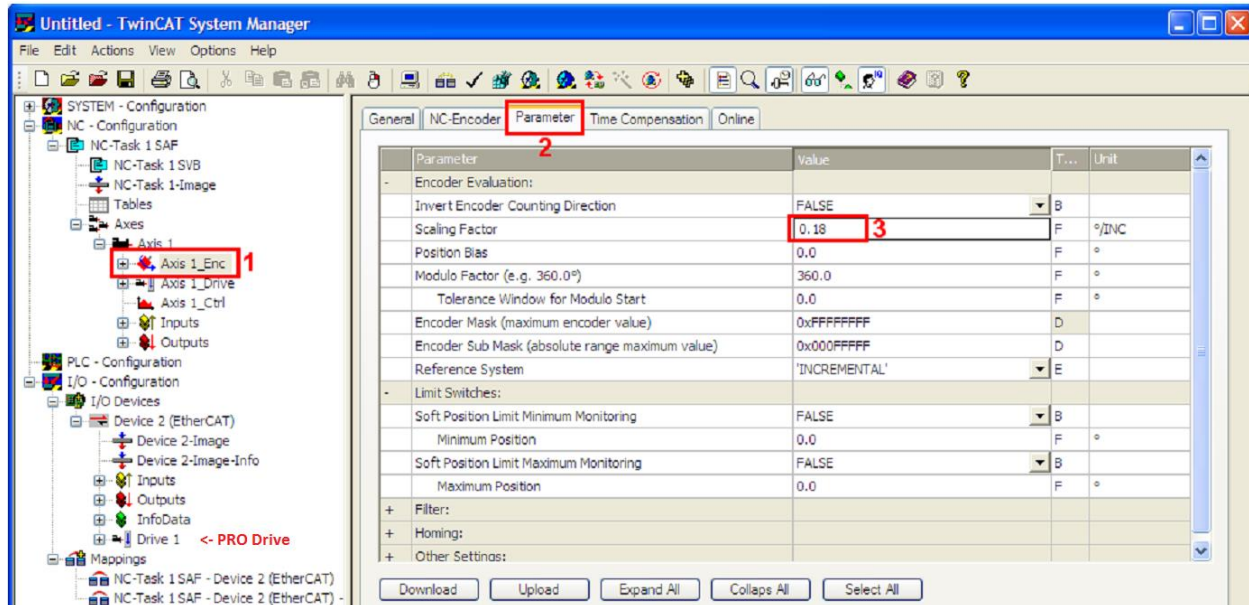 Untitled - TwinCAT System Manager
File Edit Actions View Options Help
SYSTEM - Configuration
NC - Configuration
NC-Task 1 SAF
NC-Task 1 SVB
NC-Task 1-Image
Tables
Axes
Axis 1
Axis 1_Enc 1
Axis 1_Drive
Axis 1_Ctrl
Inputs
Outputs
PLC - Configuration
I/O - Configuration
I/O Devices
Device 2 (EtherCAT)
Device 2-Image
Device 2-Image-Info
Inputs
Outputs
InfoData
Drive 1 <- PRO Drive
Mappings
NC-Task 1 SAF - Device 2 (EtherCAT)
NC-Task 1 SAF - Device 2 (EtherCAT) -
General NC-Encoder Parameter Time Compensation Online
2
Parameter Value T... Unit
- Encoder Evaluation:
Invert Encoder Counting Direction FALSE B
Scaling Factor 0.18 3 F °/INC
Position Bias 0.0 F °
Modulo Factor (e.g. 360.0°) 360.0 F °
Tolerance Window for Modulo Start 0.0 F °
Encoder Mask (maximum encoder value) 0xFFFFFFFF D
Encoder Sub Mask (absolute range maximum value) 0x000FFFFF D
Reference System 'INCREMENTAL' E
- Limit Switches:
Soft Position Limit Minimum Monitoring FALSE B
Minimum Position 0.0 F °
Soft Position Limit Maximum Monitoring FALSE B
Maximum Position 0.0 F °
+ Filter:
+ Homing:
+ Other Settings:
Download Upload Expand All Collaps All Select All